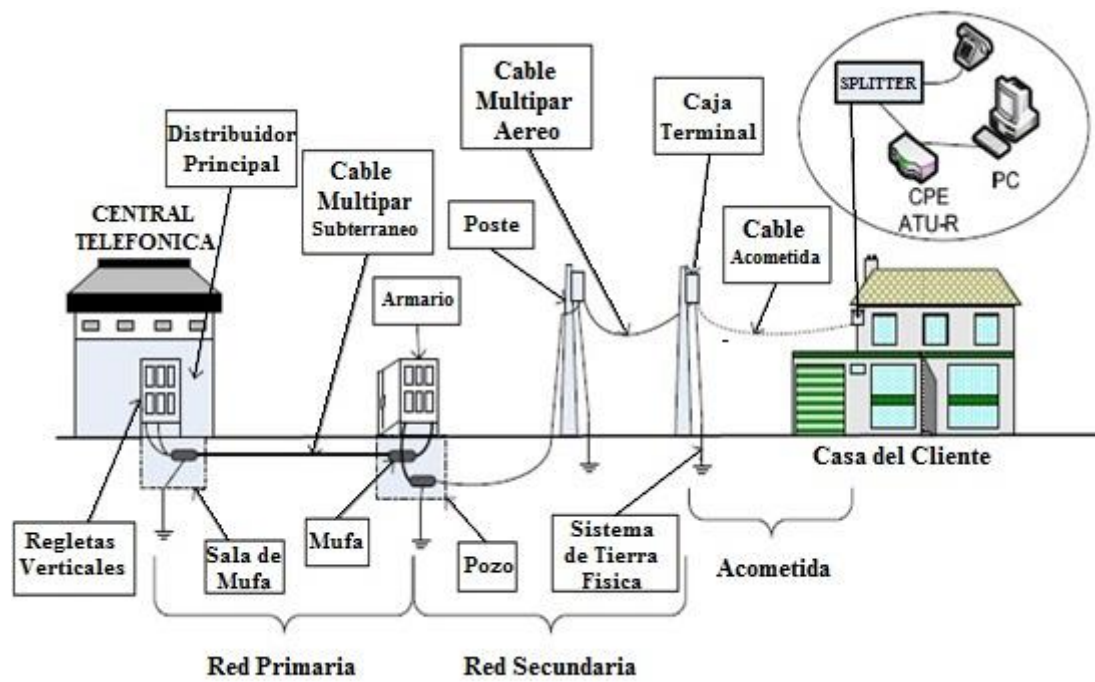 Cable
Multipar
Aereo
Caja
Terminal
SPLITTER
CPE
ATU-R
PC
Distribuidor
Principal
Cable
Multipar
Subterraneo
CENTRAL
TELEFONICA
Poste
Cable
Acometida
Armario
Casa del Cliente
Regletas
Verticales
Sala de
Mufa
Mufa
Pozo
Sistema
de Tierra
Fisica
Acometida
Red Primaria
Red Secundaria